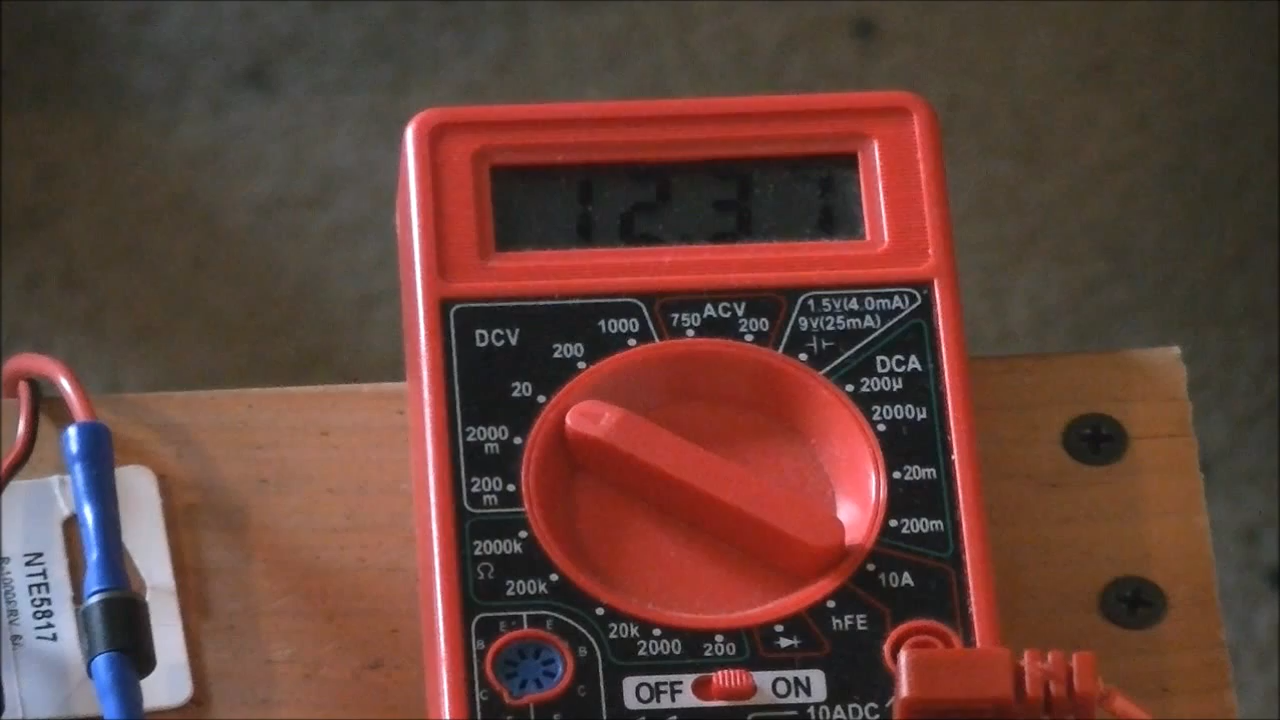 12.37
DCV
1000
750
ACV
200
1.5V(4.0mA)
9V(25mA)
200
20
2000
m
200
m
DCA
200µ
2000µ
20m
200m
10A
hFE
2000k
Ω
200k
20k
2000
200
E
E
B
B
C
C
OFF
ON
10ADC
NTE5817